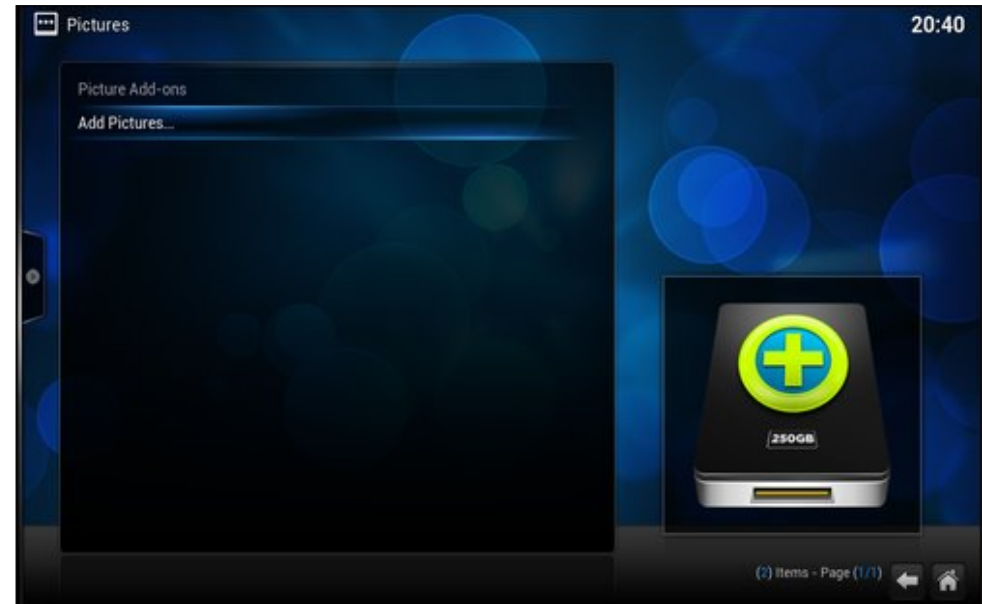 Pictures
20:40
Picture Add-ons
Add Pictures...
250GB
(2) Items - Page (1/1)